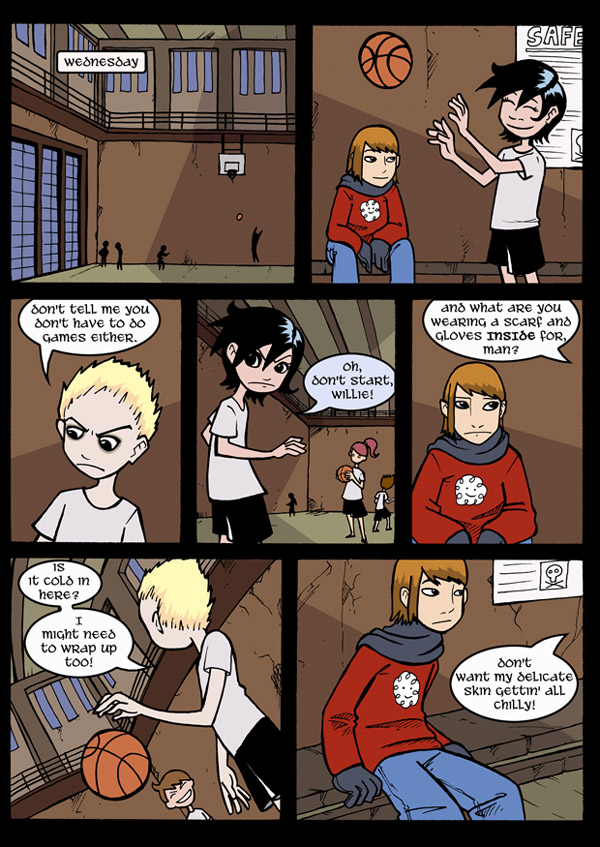 Wednesday
SAFE
Don't tell me you
don't have to do
games either.
Oh,
don't start,
Willie!
And what are you
wearing a scarf and
gloves INSIDE for,
man?
Is
it cold in
here?
I
might need
to wrap up
too!
Don't
want my delicate
skin gettin' all
chilly!